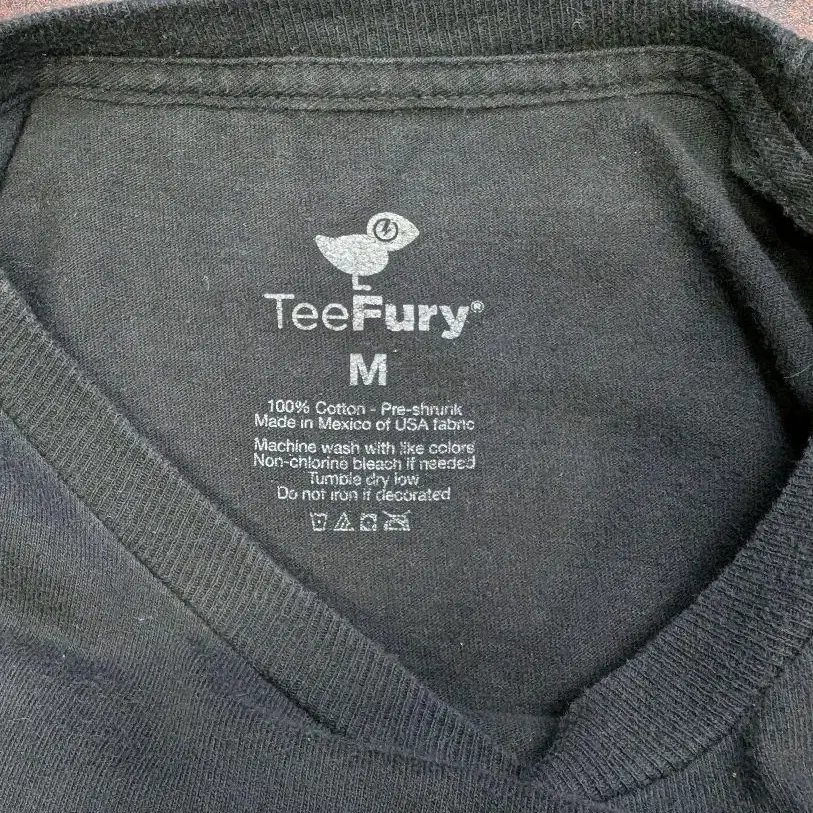 TeeFury®
M
100% Cotton - Pre-shrunk
Made in Mexico of USA fabric
Machine wash with like colors
Non-chlorine bleach if needed
Tumble dry low
Do not iron if decorated